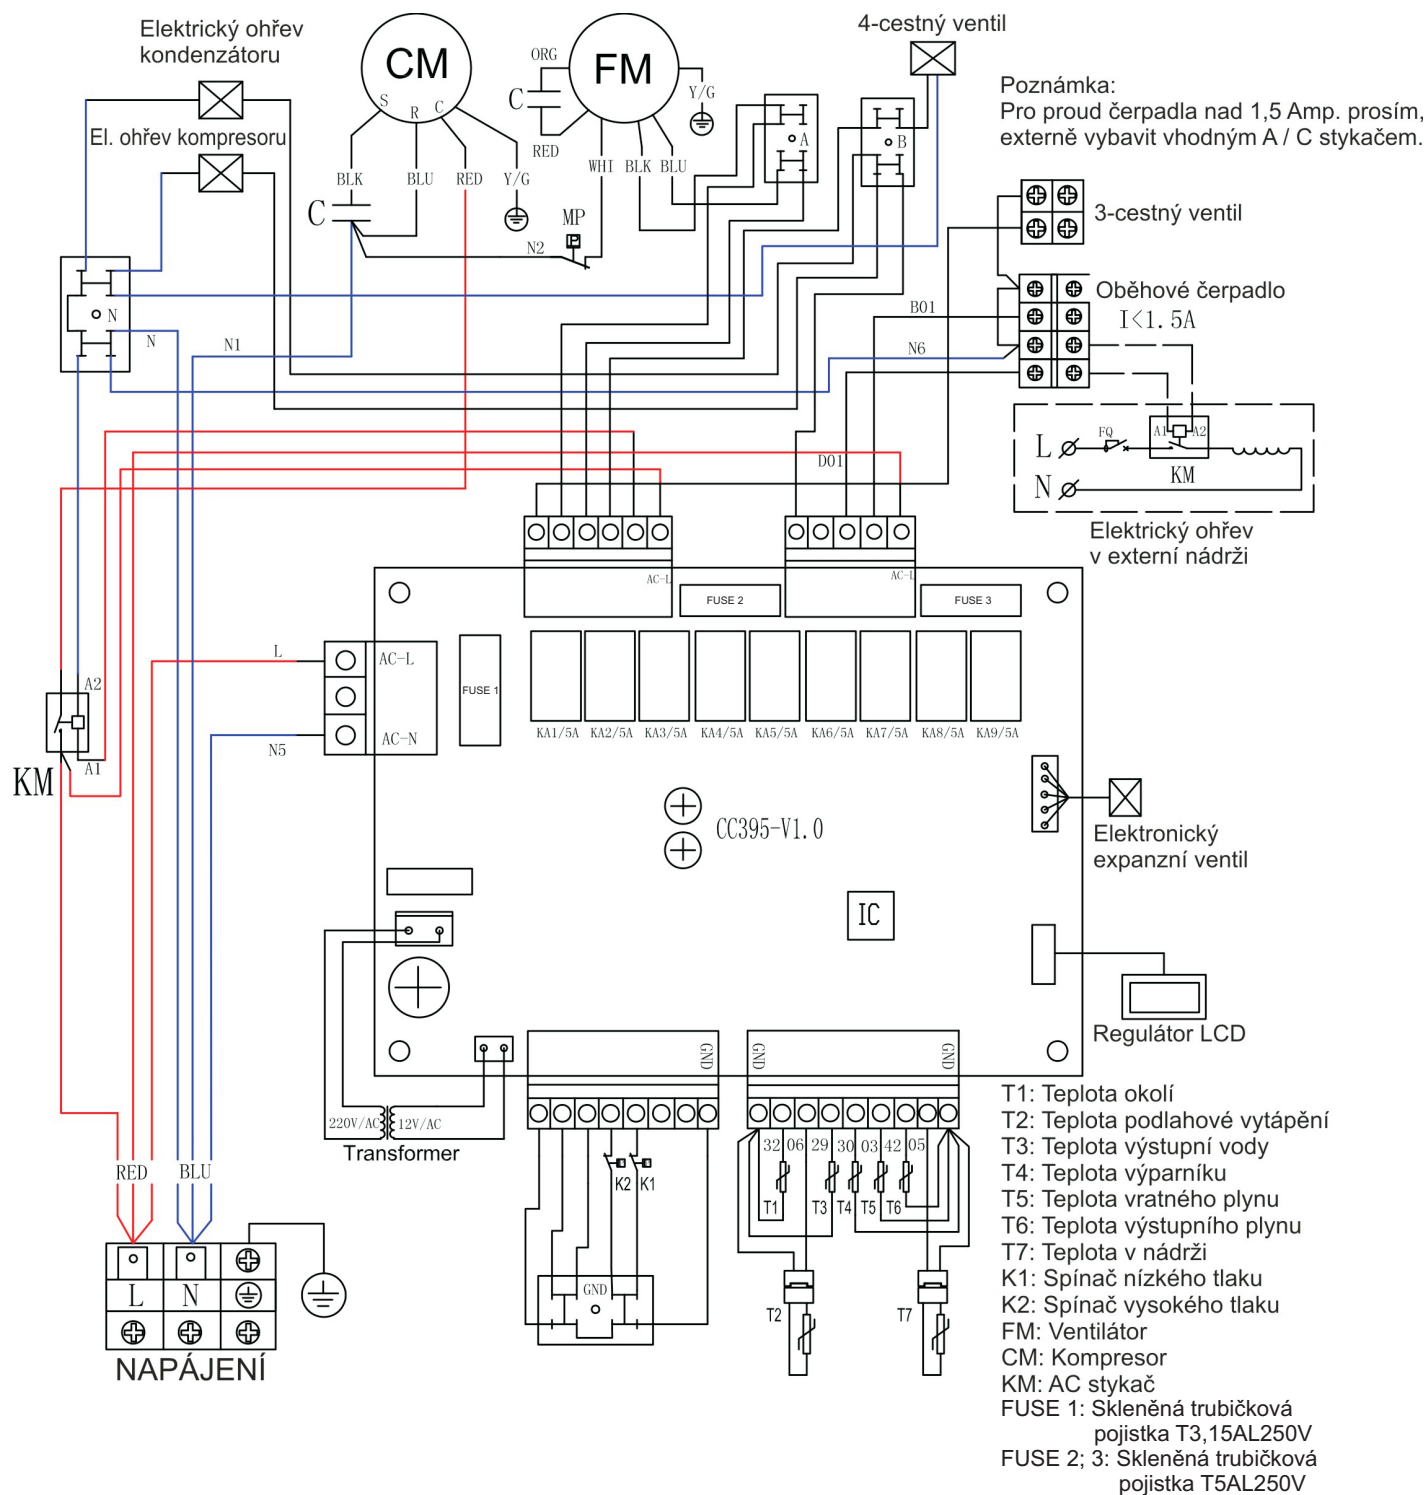 Elektrický ohřev
kondenzátoru
El. ohřev kompresoru
CM
S
R
C
FM
ORG
C
RED
Y/G
WHI
BLK
BLU
BLK
BLU
RED
Y/G
C
MP
P
N2
4-cestný ventil
A
B
Poznámka:
Pro proud čerpadla nad 1,5 Amp. prosím,
externě vybavit vhodným A / C stykačem.
3-cestný ventil
Oběhové čerpadlo
I<1.5A
B01
N6
N
N
N1
D01
L
N
FQ
A1
A2
KM
Elektrický ohřev
v externí nádrži
AC-L
FUSE 2
AC-L
FUSE 3
L
AC-L
FUSE 1
N5
AC-N
KA1/5A
KA2/5A
KA3/5A
KA4/5A
KA5/5A
KA6/5A
KA7/5A
KA8/5A
KA9/5A
A2
A1
KM
CC395-V1.0
IC
Elektronický
expanzní ventil
Regulátor LCD
GND
GND
GND
220V/AC
12V/AC
Transformer
RED
BLU
K2
K1
32
06
29
30
03
42
05
T1
T3
T4
T5
T6
GND
T2
T7
L
N
NAPÁJENÍ
T1: Teplota okolí
T2: Teplota podlahové vytápění
T3: Teplota výstupní vody
T4: Teplota výparníku
T5: Teplota vratného plynu
T6: Teplota výstupního plynu
T7: Teplota v nádrži
K1: Spínač nízkého tlaku
K2: Spínač vysokého tlaku
FM: Ventilátor
CM: Kompresor
KM: AC stykač
FUSE 1: Skleněná trubičková
pojistka T3,15AL250V
FUSE 2; 3: Skleněná trubičková
pojistka T5AL250V